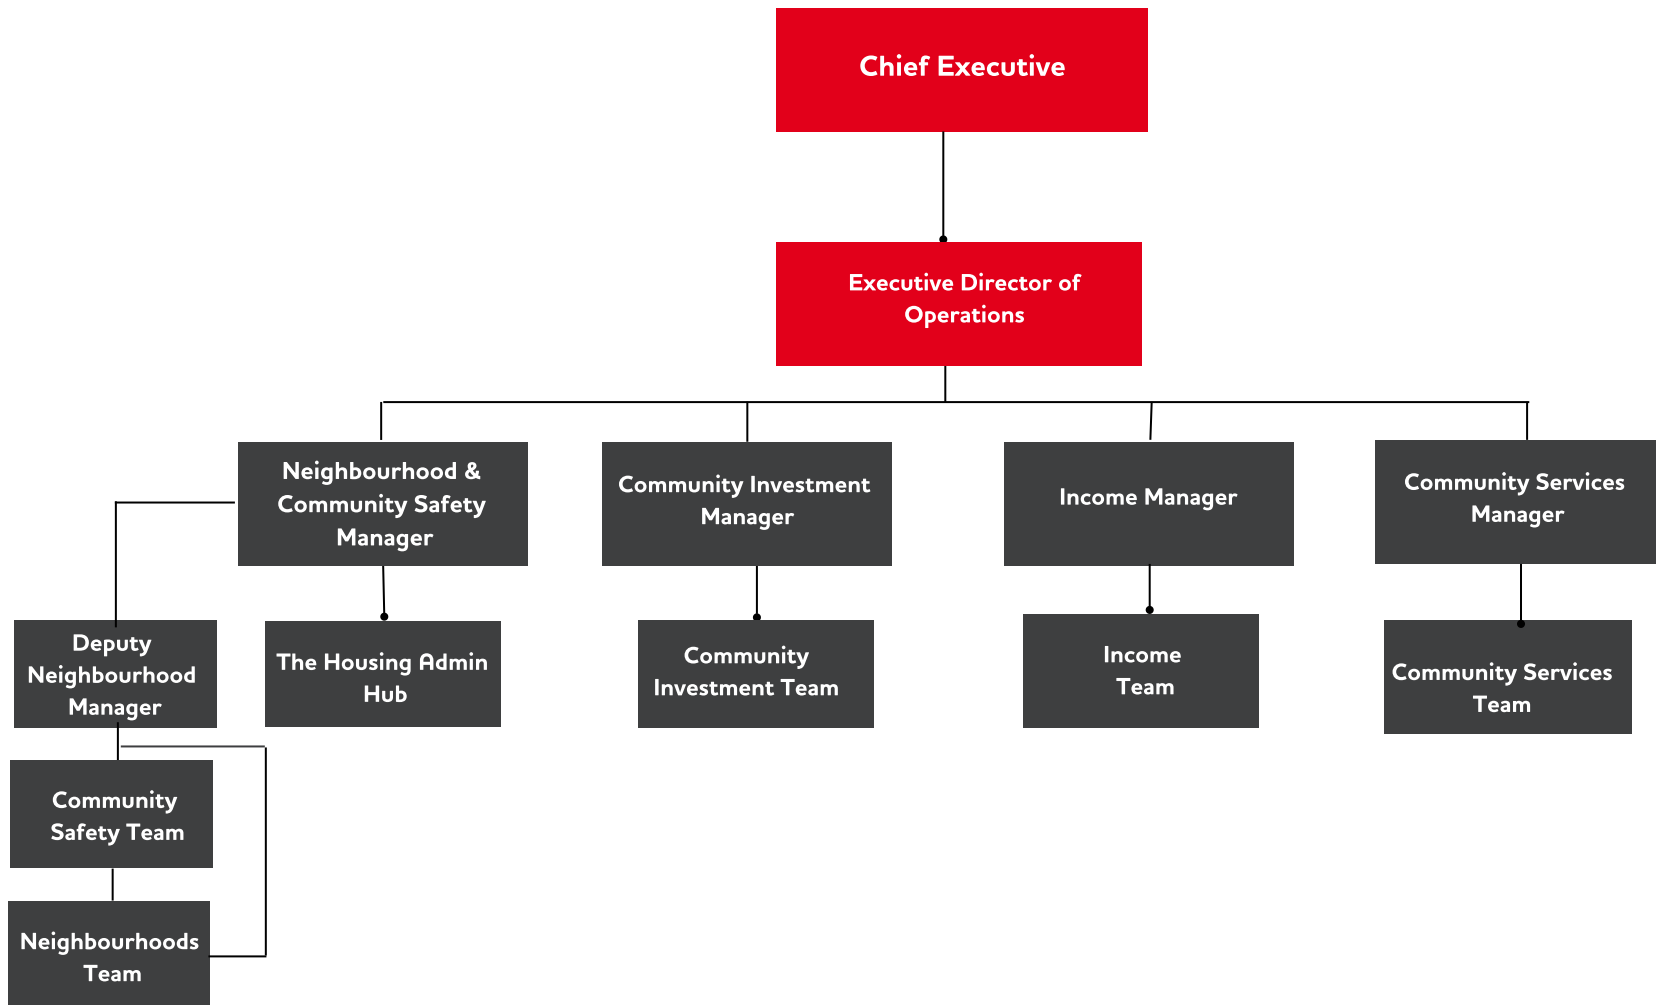 Chief Executive
Executive Director of
Operations
Neighbourhood &
Community Safety
Manager
Community Investment
Manager
Income Manager
Community Services
Manager
Deputy
Neighbourhood
Manager
The Housing Admin
Hub
Community
Investment Team
Income
Team
Community Services
Team
Community
Safety Team
Neighbourhoods
Team